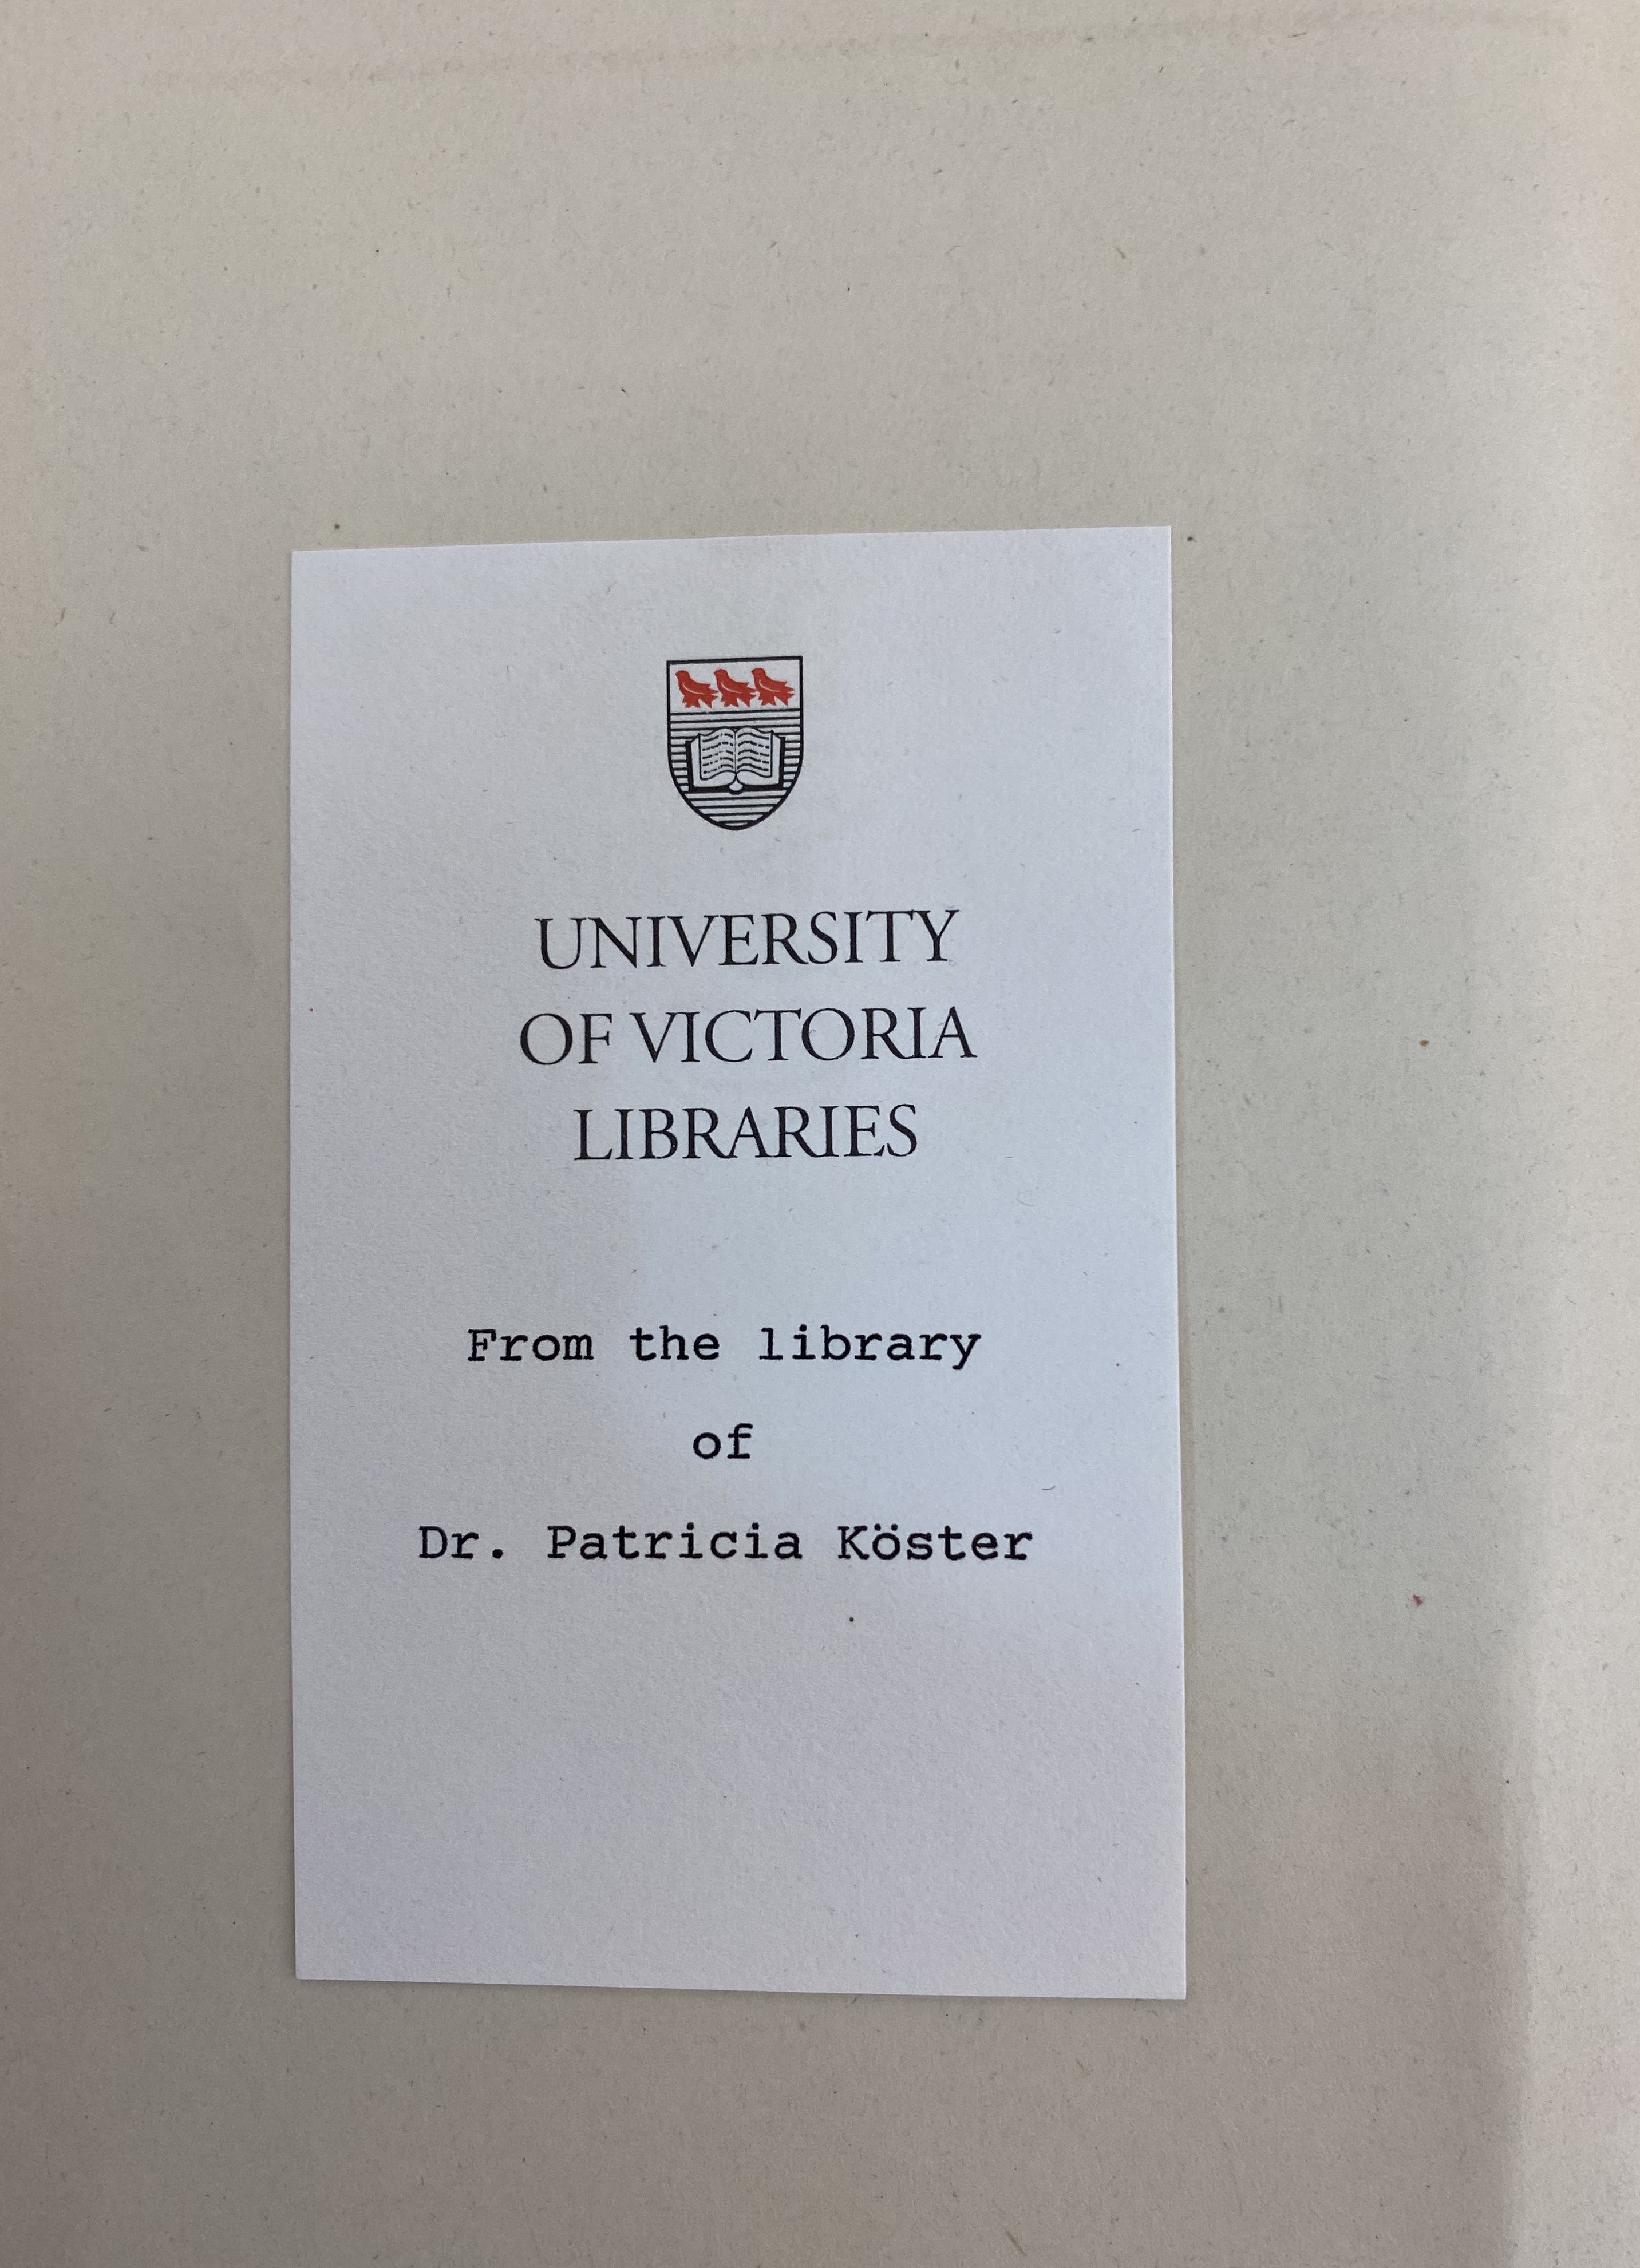 UNIVERSITY
OF VICTORIA
LIBRARIES
From the library
of
Dr. Patricia Köster